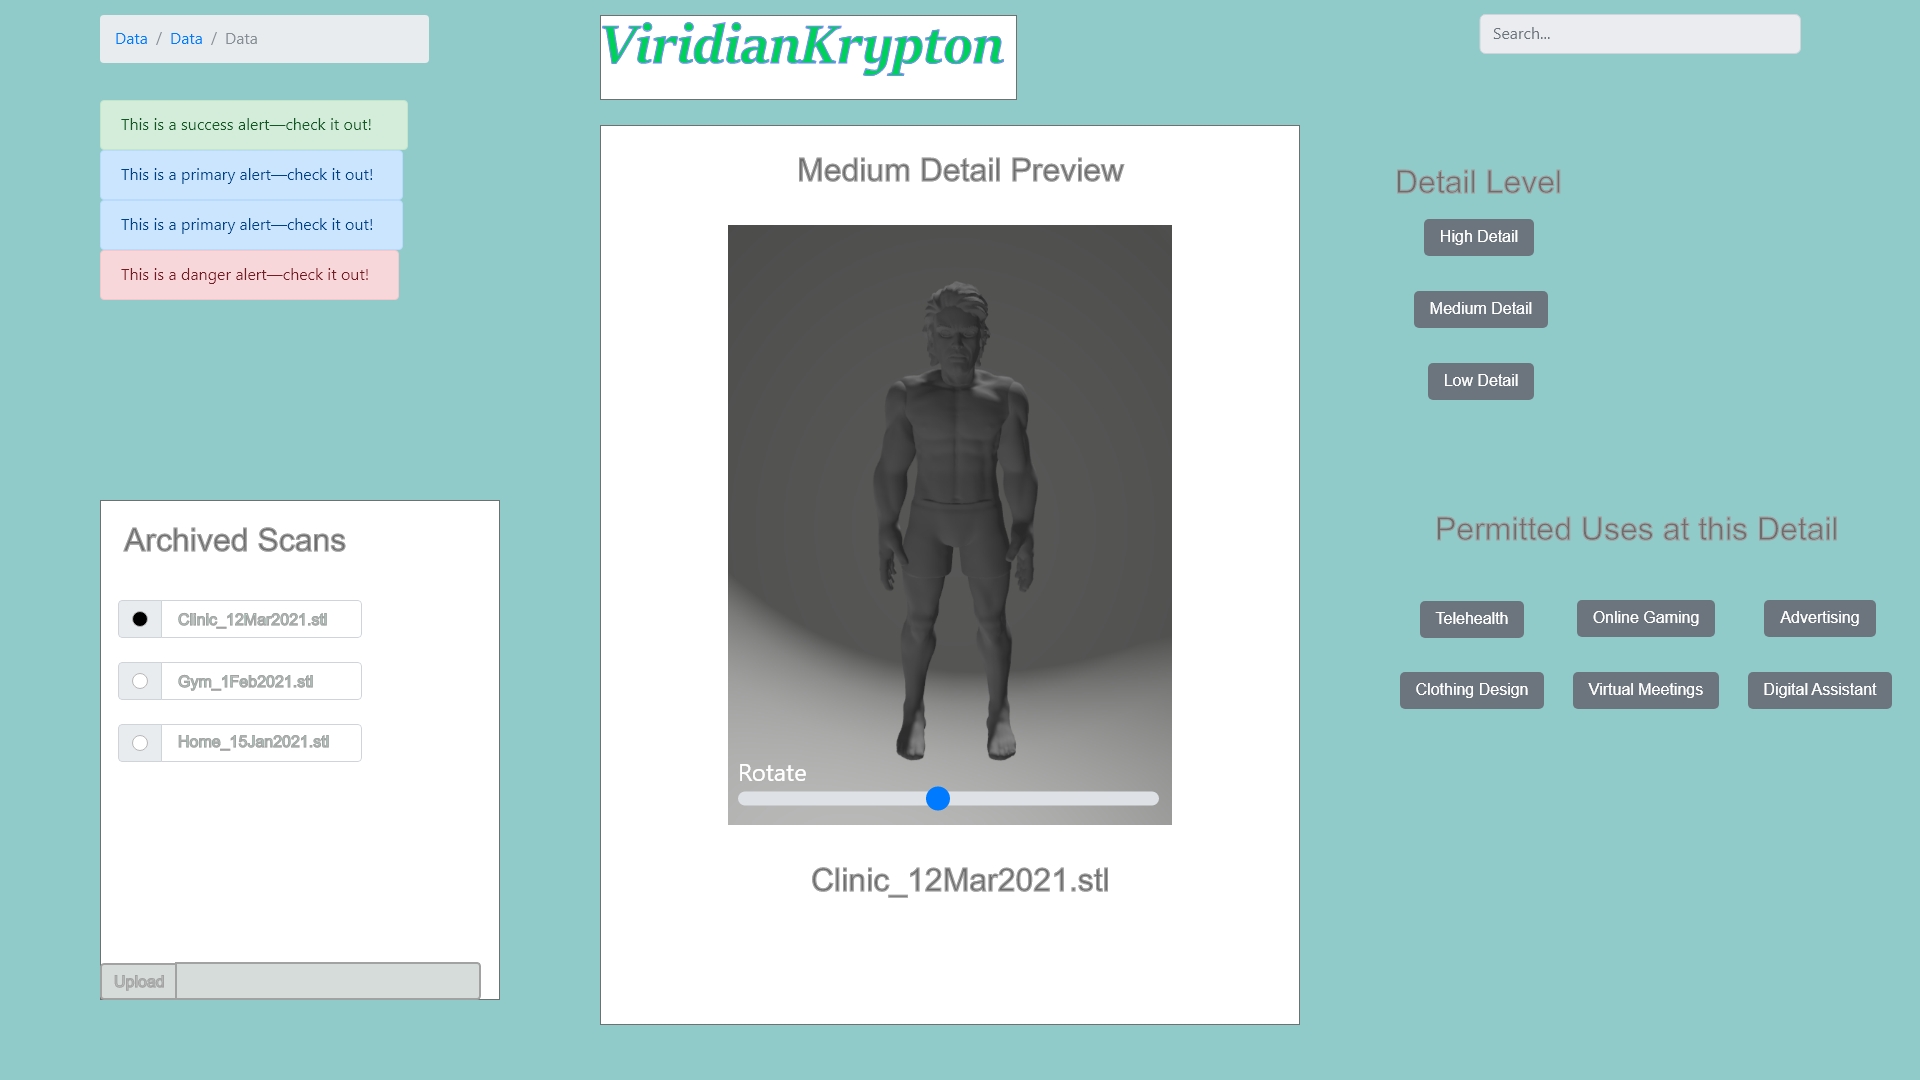 Data / Data / Data
ViridianKrypton
Search...
This is a success alert—check it out!
This is a primary alert—check it out!
This is a primary alert—check it out!
This is a danger alert—check it out!
Medium Detail Preview
Rotate
Clinic_12Mar2021.stl
Detail Level
High Detail
Medium Detail
Low Detail
Archived Scans
Clinic_12Mar2021.stl
Gym_1Feb2021.stl
Home_15Jan2021.stl
Upload
Permitted Uses at this Detail
Telehealth
Online Gaming
Advertising
Clothing Design
Virtual Meetings
Digital Assistant